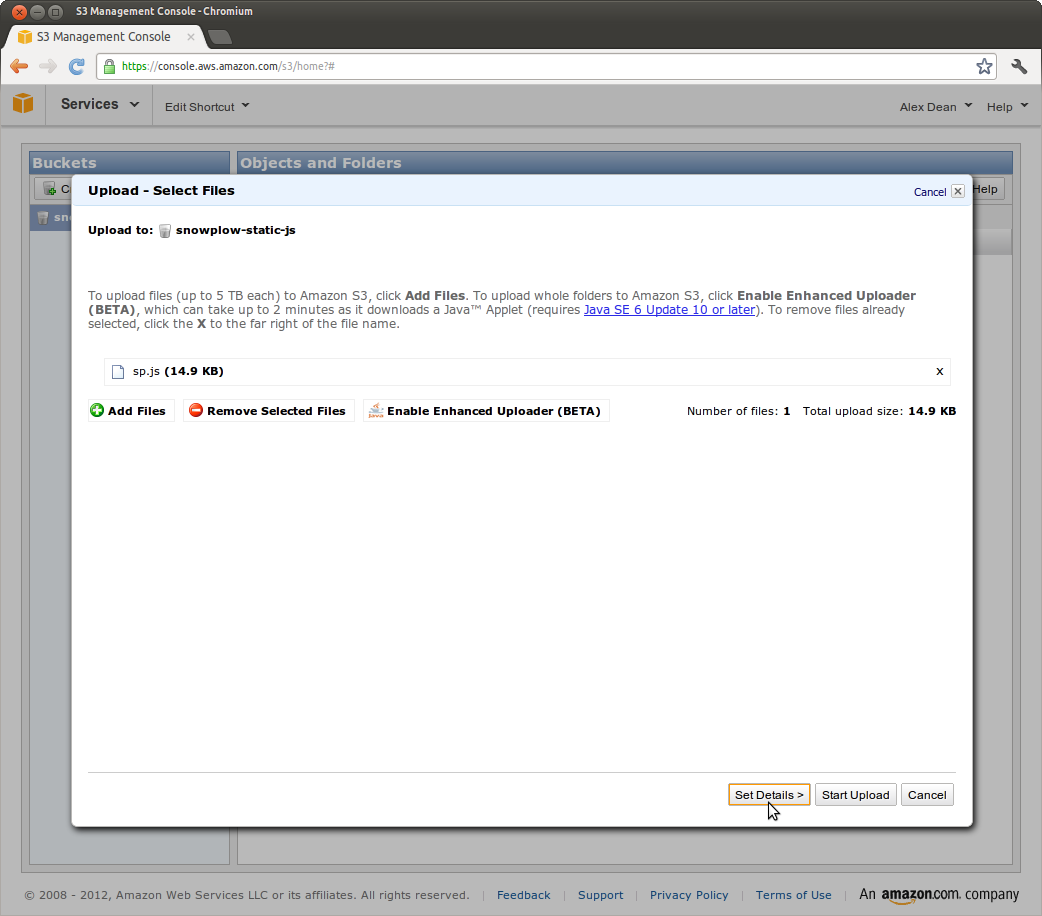 S3 Management Console - Chromium
S3 Management Console
https://console.aws.amazon.com/s3/home?#
Services Edit Shortcut Alex Dean Help
Buckets Objects and Folders
Help
Upload - Select Files Cancel
Upload to: snowplow-static-js
To upload files (up to 5 TB each) to Amazon S3, click Add Files. To upload whole folders to Amazon S3, click Enable Enhanced Uploader
(BETA), which can take up to 2 minutes as it downloads a Java™ Applet (requires Java SE 6 Update 10 or later). To remove files already
selected, click the X to the far right of the file name.
sp.js (14.9 KB) x
Add Files Remove Selected Files Enable Enhanced Uploader (BETA) Number of files: 1 Total upload size: 14.9 KB
Set Details > Start Upload Cancel
© 2008 - 2012, Amazon Web Services LLC or its affiliates. All rights reserved. | Feedback | Support | Privacy Policy | Terms of Use | An amazon.com. company